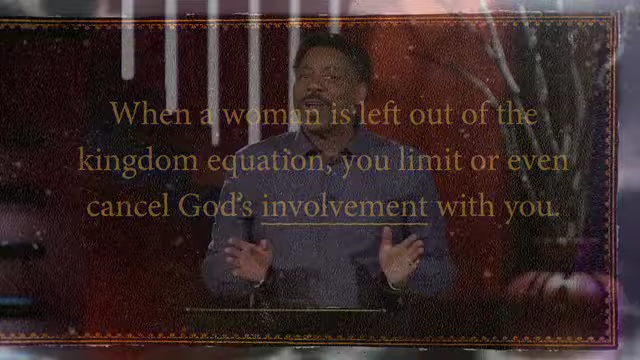 When a woman is left out of the
kingdom equation, you limit or even
cancel God's involvement with you.